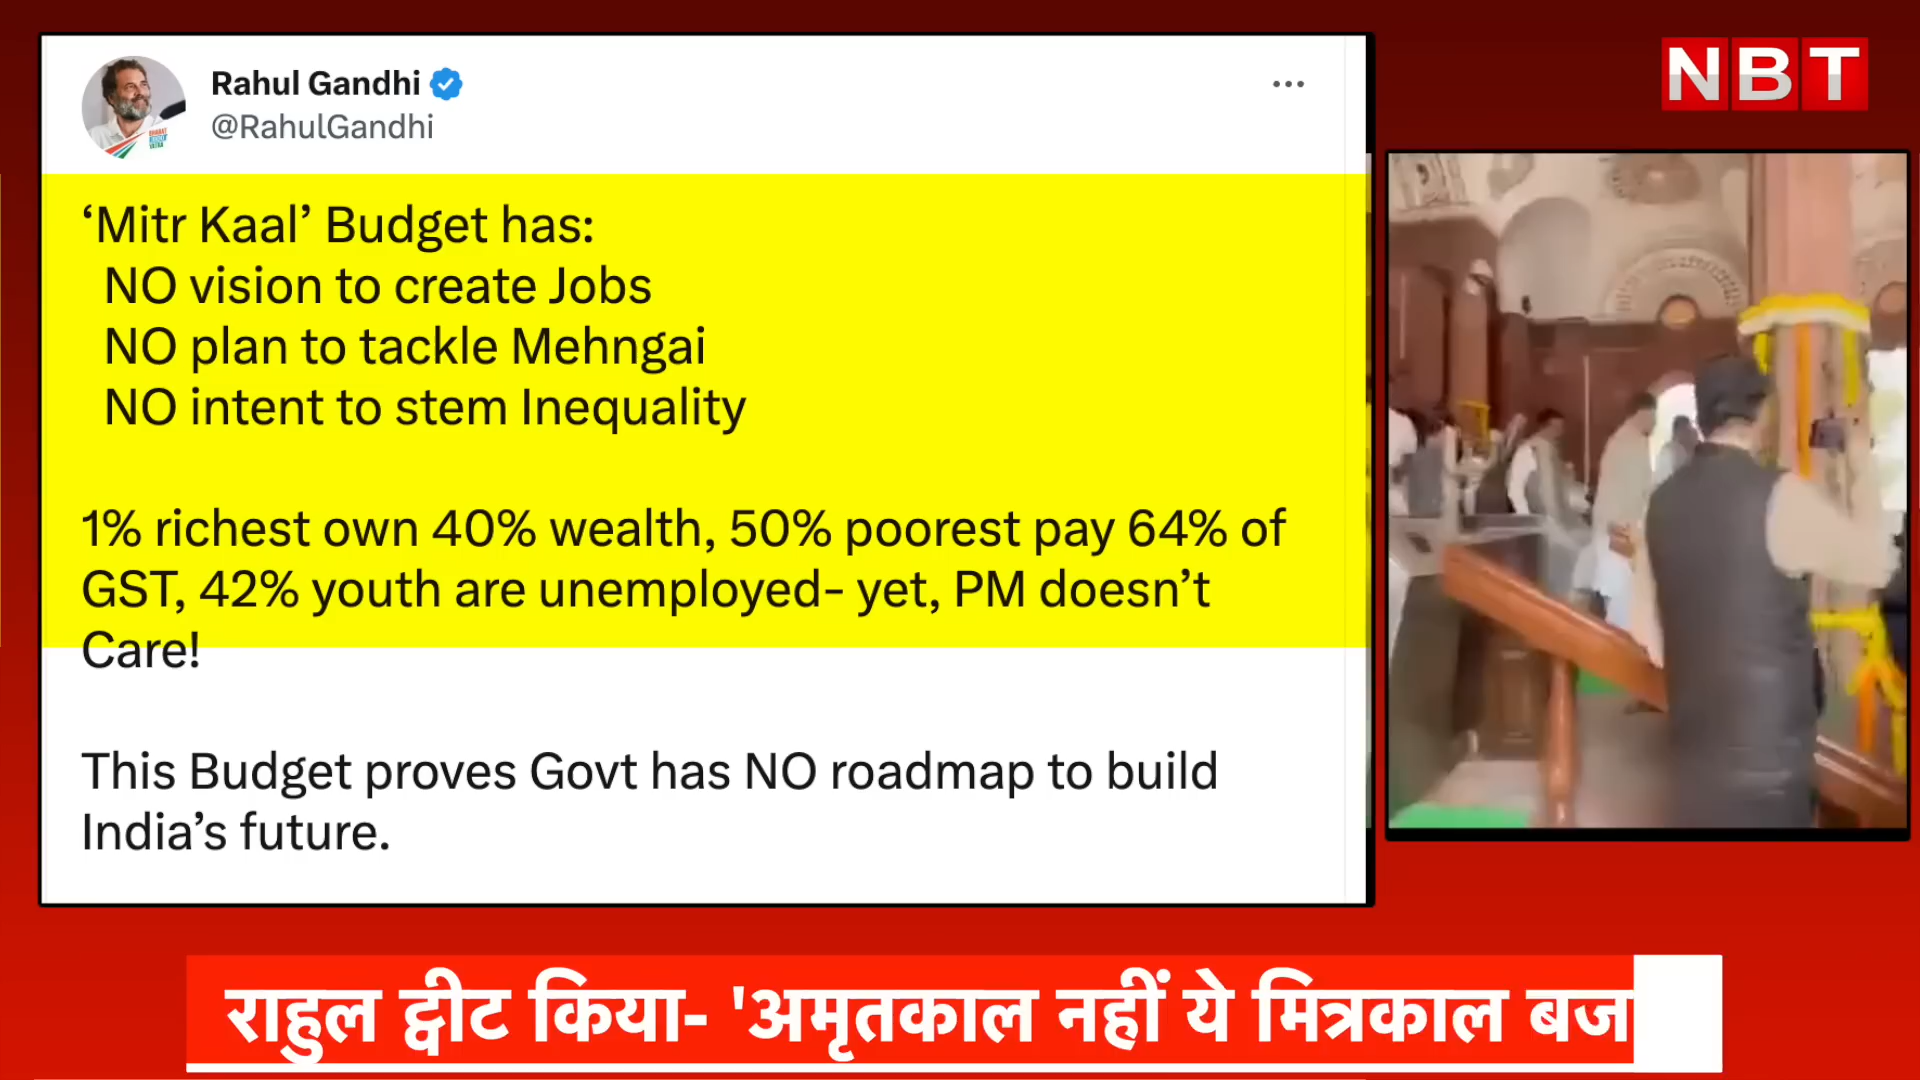 Rahul Gandhi
@RahulGandhi
‘Mitr Kaal’ Budget has:
NO vision to create Jobs
NO plan to tackle Mehngai
NO intent to stem Inequality
1% richest own 40% wealth, 50% poorest pay 64% of
GST, 42% youth are unemployed- yet, PM doesn’t
Care!
This Budget proves Govt has NO roadmap to build
India’s future.
NBT
राहुल ट्वीट किया- 'अमृतकाल नहीं ये मित्रकाल बज